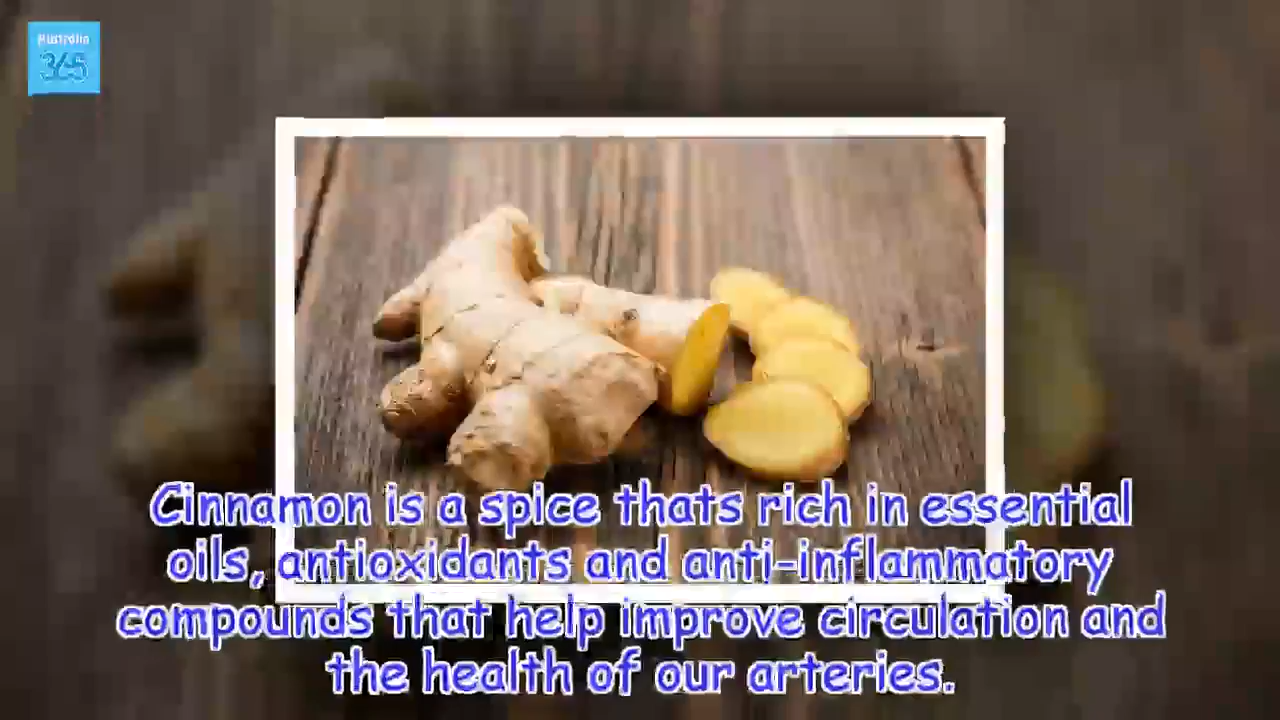 Australia
365
Cinnamon is a spice thats rich in essential
oils, antioxidants and anti-inflammatory
compounds that help improve circulation and
the health of our arteries.